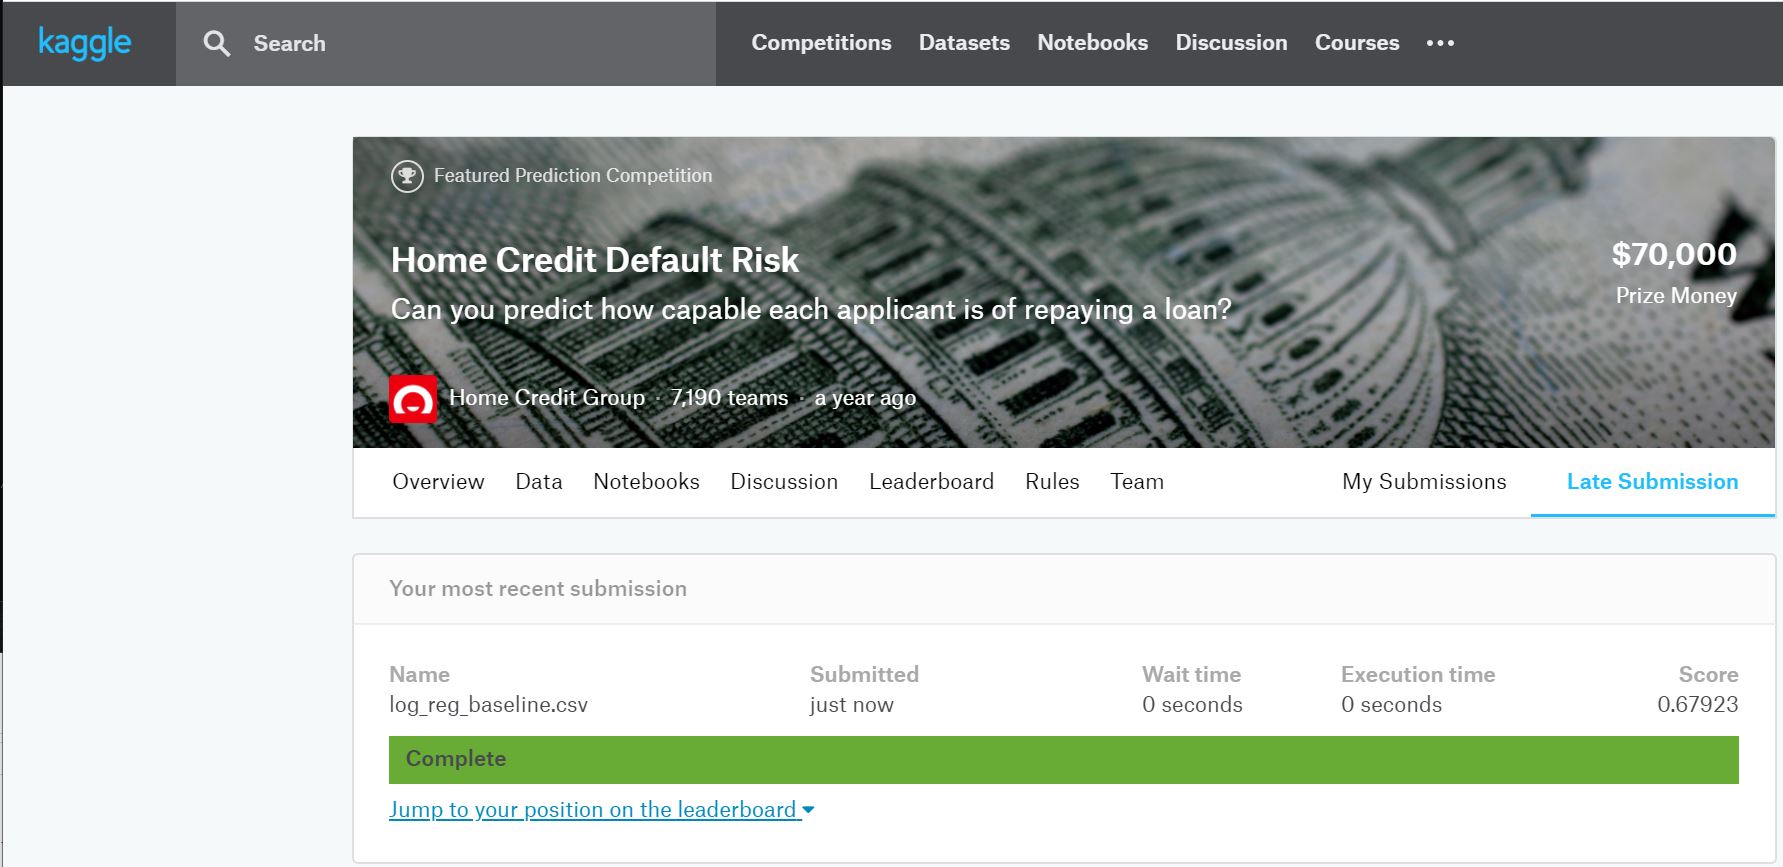 kaggle
Search
Competitions Datasets Notebooks Discussion Courses •••
Featured Prediction Competition
Home Credit Default Risk
$70,000
Can you predict how capable each applicant is of repaying a loan?
Prize Money
Home Credit Group · 7,190 teams · a year ago
Overview Data Notebooks Discussion Leaderboard Rules Team My Submissions Late Submission
Your most recent submission
Name Submitted Wait time Execution time Score
log_reg_baseline.csv just now 0 seconds 0 seconds 0.67923
Complete
Jump to your position on the leaderboard